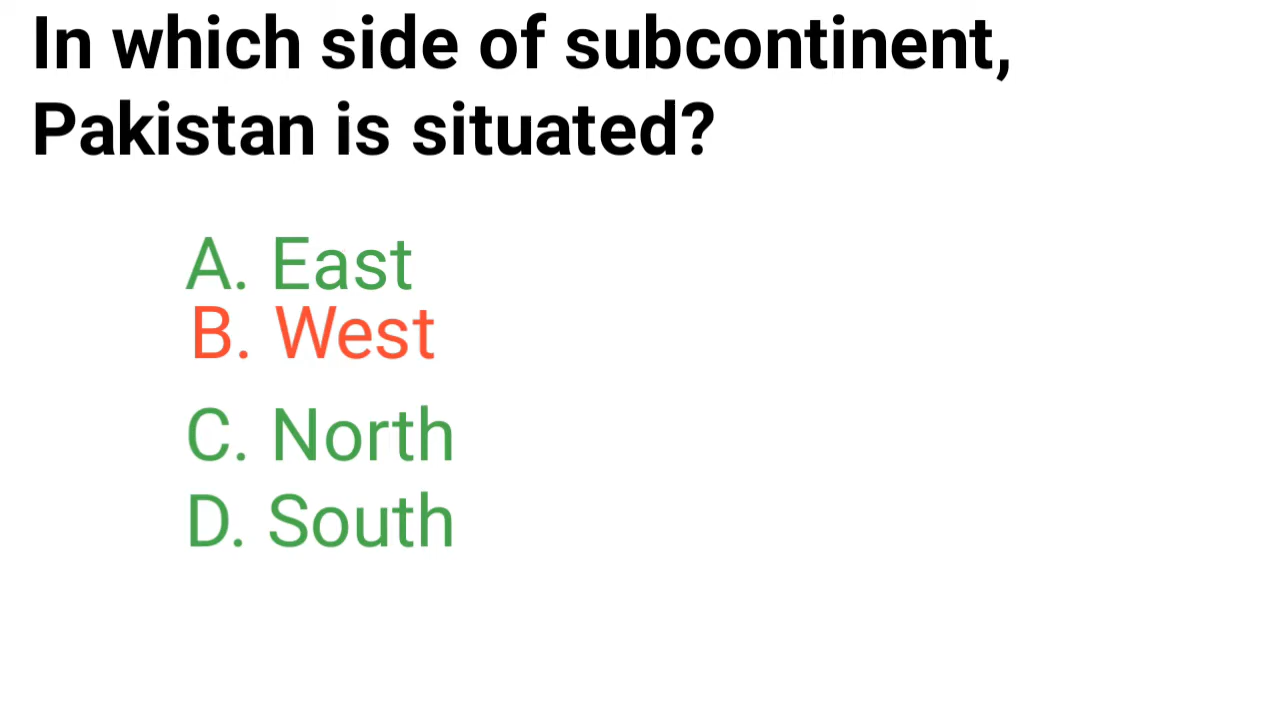 In which side of subcontinent,
Pakistan is situated?
A. East
B. West
C. North
D. South